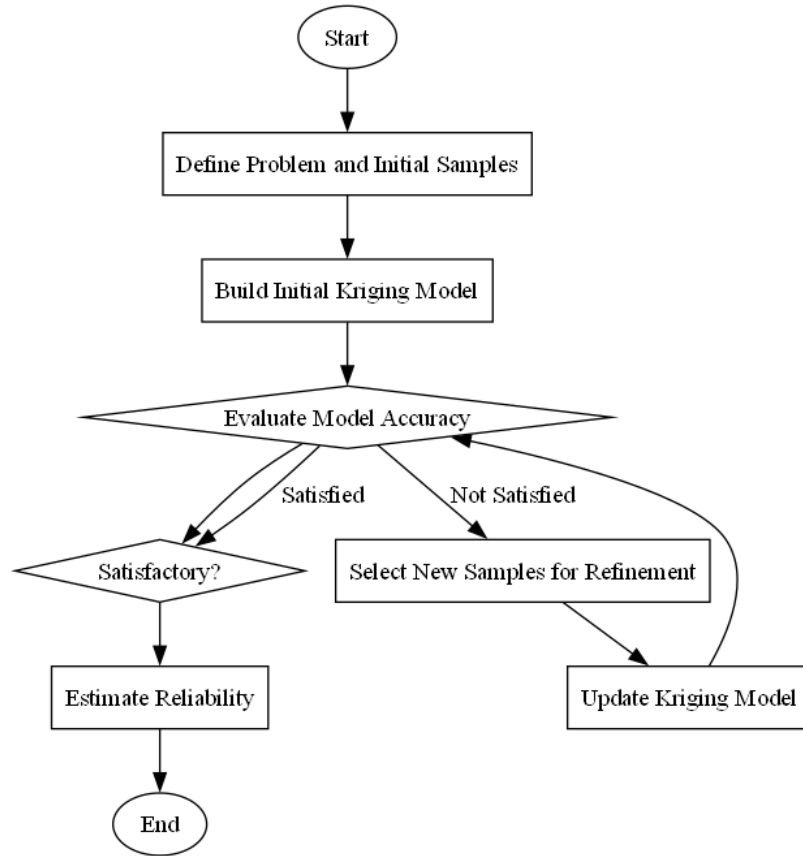 Start
Define Problem and Initial Samples
Build Initial Kriging Model
Evaluate Model Accuracy
Satisfied
Not Satisfied
Satisfactory?
Select New Samples for Refinement
Estimate Reliability
Update Kriging Model
End